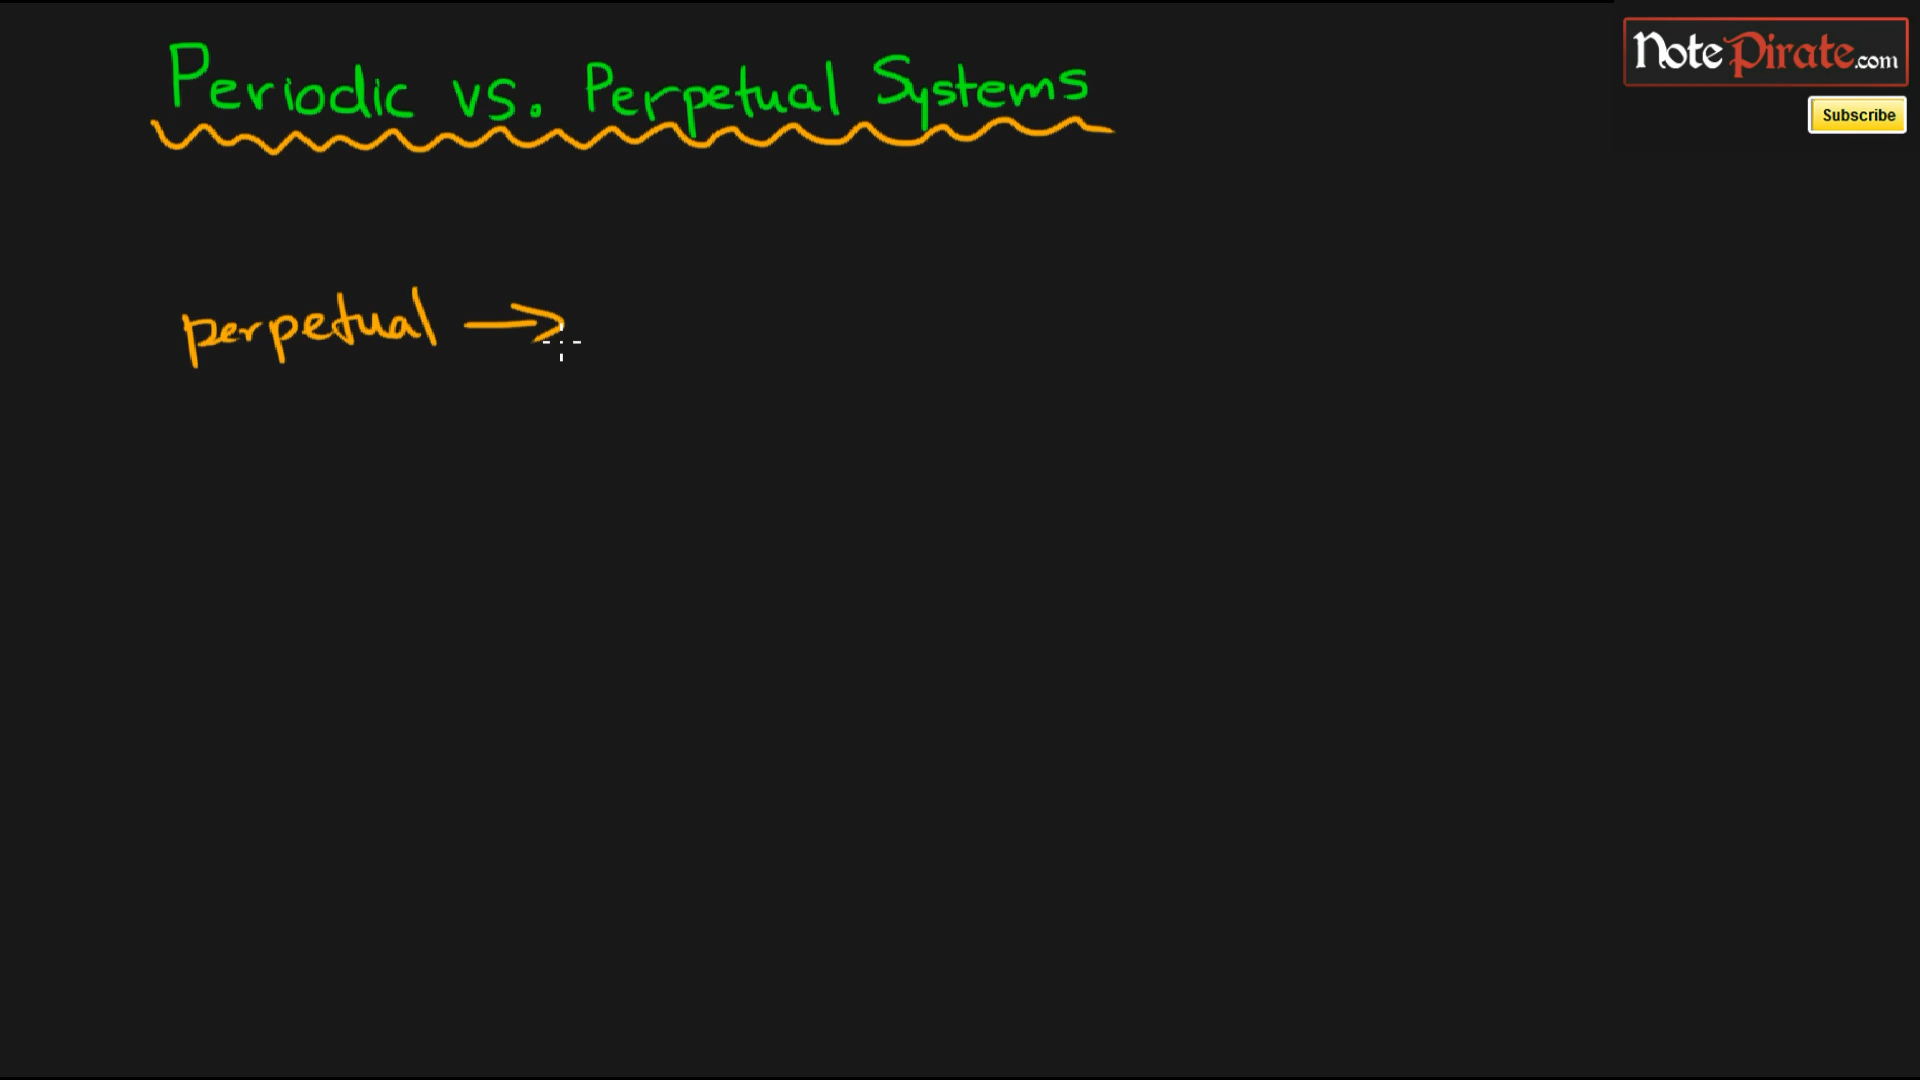 Periodic vs. Perpetual Systems
NotePirate.com
Subscribe
perpetual →